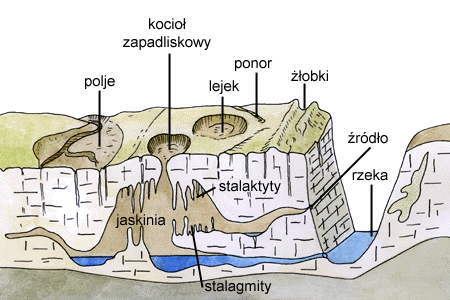 kocioł
zapadliskowy
ponor
polje
lejek
żłobki
źródło
rzeka
stalaktyty
jaskinia
stalagmity